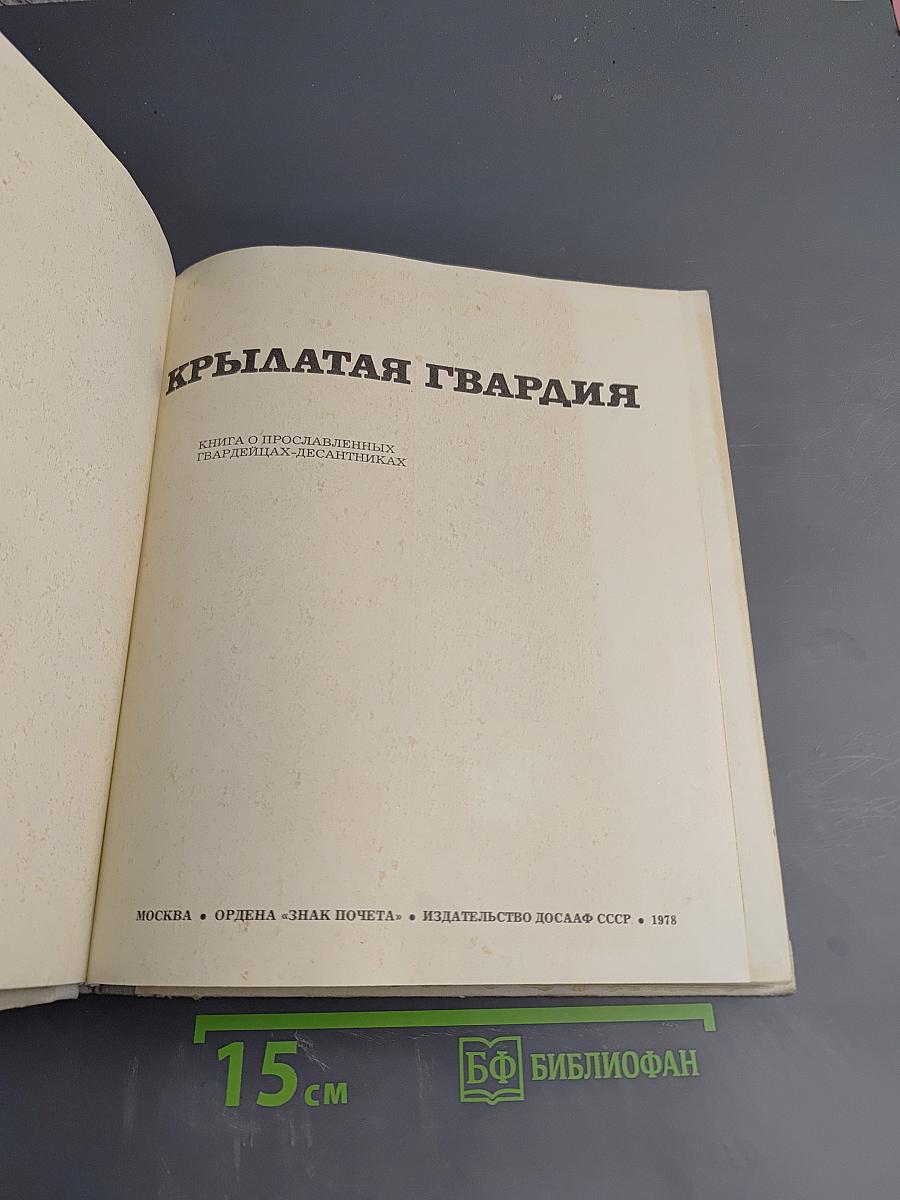 КРЫЛАТАЯ ГВАРДИЯ
КНИГА О ПРОСЛАВЛЕННЫХ
ГВАРДЕЙЦАХ-ДЕСАНТНИКАХ
МОСКВА • ОРДЕНА «ЗНАК ПОЧЕТА» • ИЗДАТЕЛЬСТВО ДОСААФ СССР • 1978
15 см
БФ БИБЛИОФАН